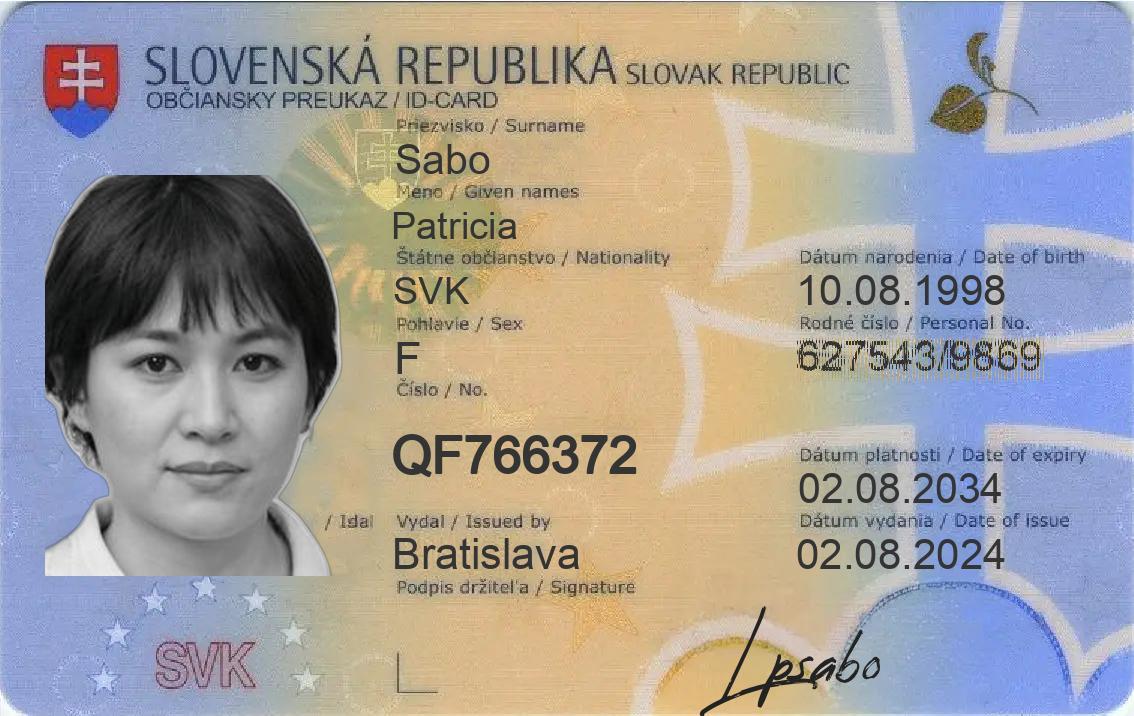 SLOVENSKÁ REPUBLIKA SLOVAK REPUBLIC
OBČIANSKY PREUKAZ / ID-CARD
Priezvisko / Surname
Sabo
Meno / Given names
Patricia
Štátne občianstvo / Nationality
SVK
Dátum narodenia / Date of birth
10.08.1998
Pohlavie / Sex
F
Rodné číslo / Personal No.
627543/9869
Číslo / No.
QF766372
Dátum platnosti / Date of expiry
02.08.2034
/ Idal
Vydal / Issued by
Bratislava
Dátum vydania / Date of issue
02.08.2024
Podpis držiteľa / Signature
SVK
Lpsabo